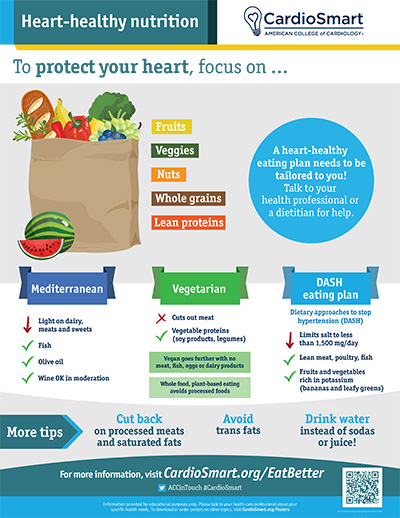 Heart-healthy nutrition
CardioSmart
AMERICAN COLLEGE of CARDIOLOGY
To protect your heart, focus on ...
Fruits
Veggies
Nuts
Whole grains
Lean proteins
A heart-healthy
eating plan needs to be
tailored to you!
Talk to your
health professional or
a dietitian for help.
Mediterranean
Light on dairy,
meats and sweets
Fish
Olive oil
Wine OK in moderation
Vegetarian
Cuts out meat
Vegetable proteins
(soy products, legumes)
Vegan goes further with no
meat, fish, eggs or dairy products
Whole food, plant-based eating
avoids processed foods
DASH
eating plan
Dietary approaches to stop
hypertension (DASH)
Limits salt to less
than 1,500 mg/day
Lean meat, poultry, fish
Fruits and vegetables
rich in potassium
(bananas and leafy greens)
More tips
Cut back
on processed meats
and saturated fats
Avoid
trans fats
Drink water
instead of sodas
or juice!
For more information, visit CardioSmart.org/EatBetter
@ACCinTouch #CardioSmart
Information provided for educational purposes only. Please talk to your health care professional about your
specific health needs. To download or order posters on other topics, visit CardioSmart.org/Posters